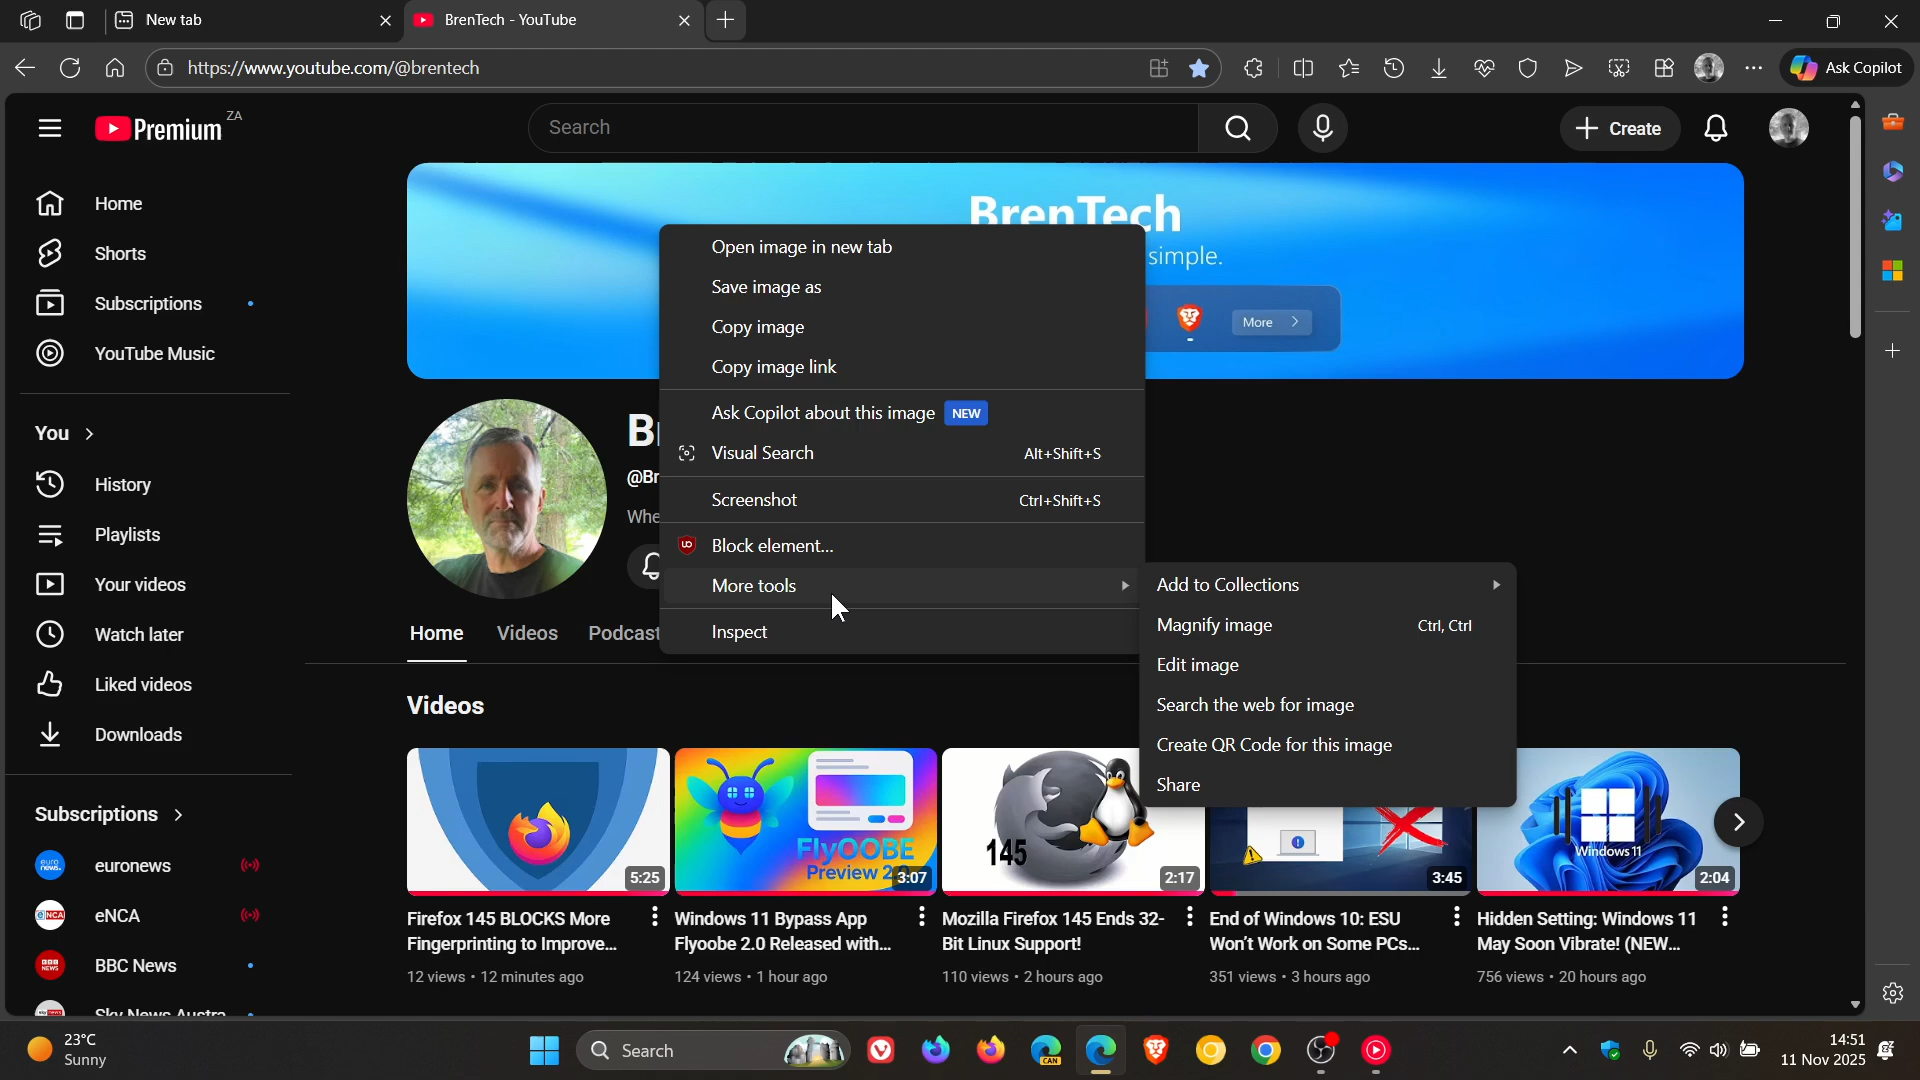 New tab
BrenTech - YouTube
https://www.youtube.com/@brentech
Ask Copilot
Premium
ZA
Search
Create
Home
Shorts
Subscriptions
YouTube Music
You
History
Playlists
Your videos
Watch later
Liked videos
Downloads
Subscriptions
euronews
eNCA
BBC News
BrenTech
simple.
More
Open image in new tab
Save image as
Copy image
Copy image link
Ask Copilot about this image NEW
Visual Search Alt+Shift+S
Screenshot Ctrl+Shift+S
Block element...
More tools
Inspect
Add to Collections
Magnify image Ctrl, Ctrl
Edit image
Search the web for image
Create QR Code for this image
Share
Home Videos
Videos
5:25
FlyOOBE
Preview
3:07
145
2:17
3:45
Windows 11
2:04
Firefox 145 BLOCKS More
Fingerprinting to Improve...
12 views • 12 minutes ago
Windows 11 Bypass App
Flyoobe 2.0 Released with...
124 views • 1 hour ago
Mozilla Firefox 145 Ends 32-
Bit Linux Support!
110 views • 2 hours ago
End of Windows 10: ESU
Won't Work on Some PCs...
351 views • 3 hours ago
Hidden Setting: Windows 11
May Soon Vibrate! (NEW...
756 views • 20 hours ago
23°C
Sunny
Search
CAN
14:51
11 Nov 2025